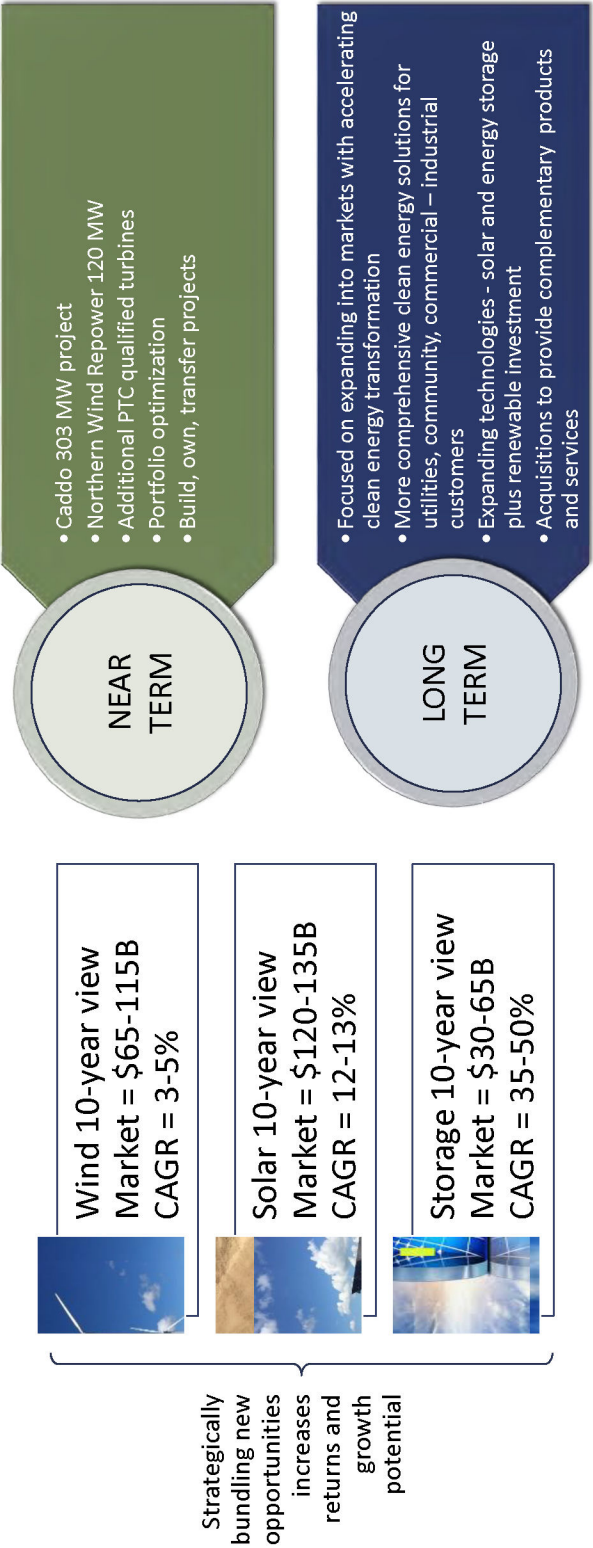 Strategically
bundling new
opportunities
increases
returns and
growth
potential
Wind 10-year view
Market = $65-115B
CAGR = 3-5%
Solar 10-year view
Market = $120-135B
CAGR = 12-13%
Storage 10-year view
Market = $30-65B
CAGR = 35-50%
NEAR
TERM
• Caddo 303 MW project
• Northern Wind Repower 120 MW
• Additional PTC qualified turbines
• Portfolio optimization
• Build, own, transfer projects
LONG
TERM
• Focused on expanding into markets with accelerating
clean energy transformation
• More comprehensive clean energy solutions for
utilities, community, commercial – industrial
customers
• Expanding technologies - solar and energy storage
plus renewable investment
• Acquisitions to provide complementary products
and services